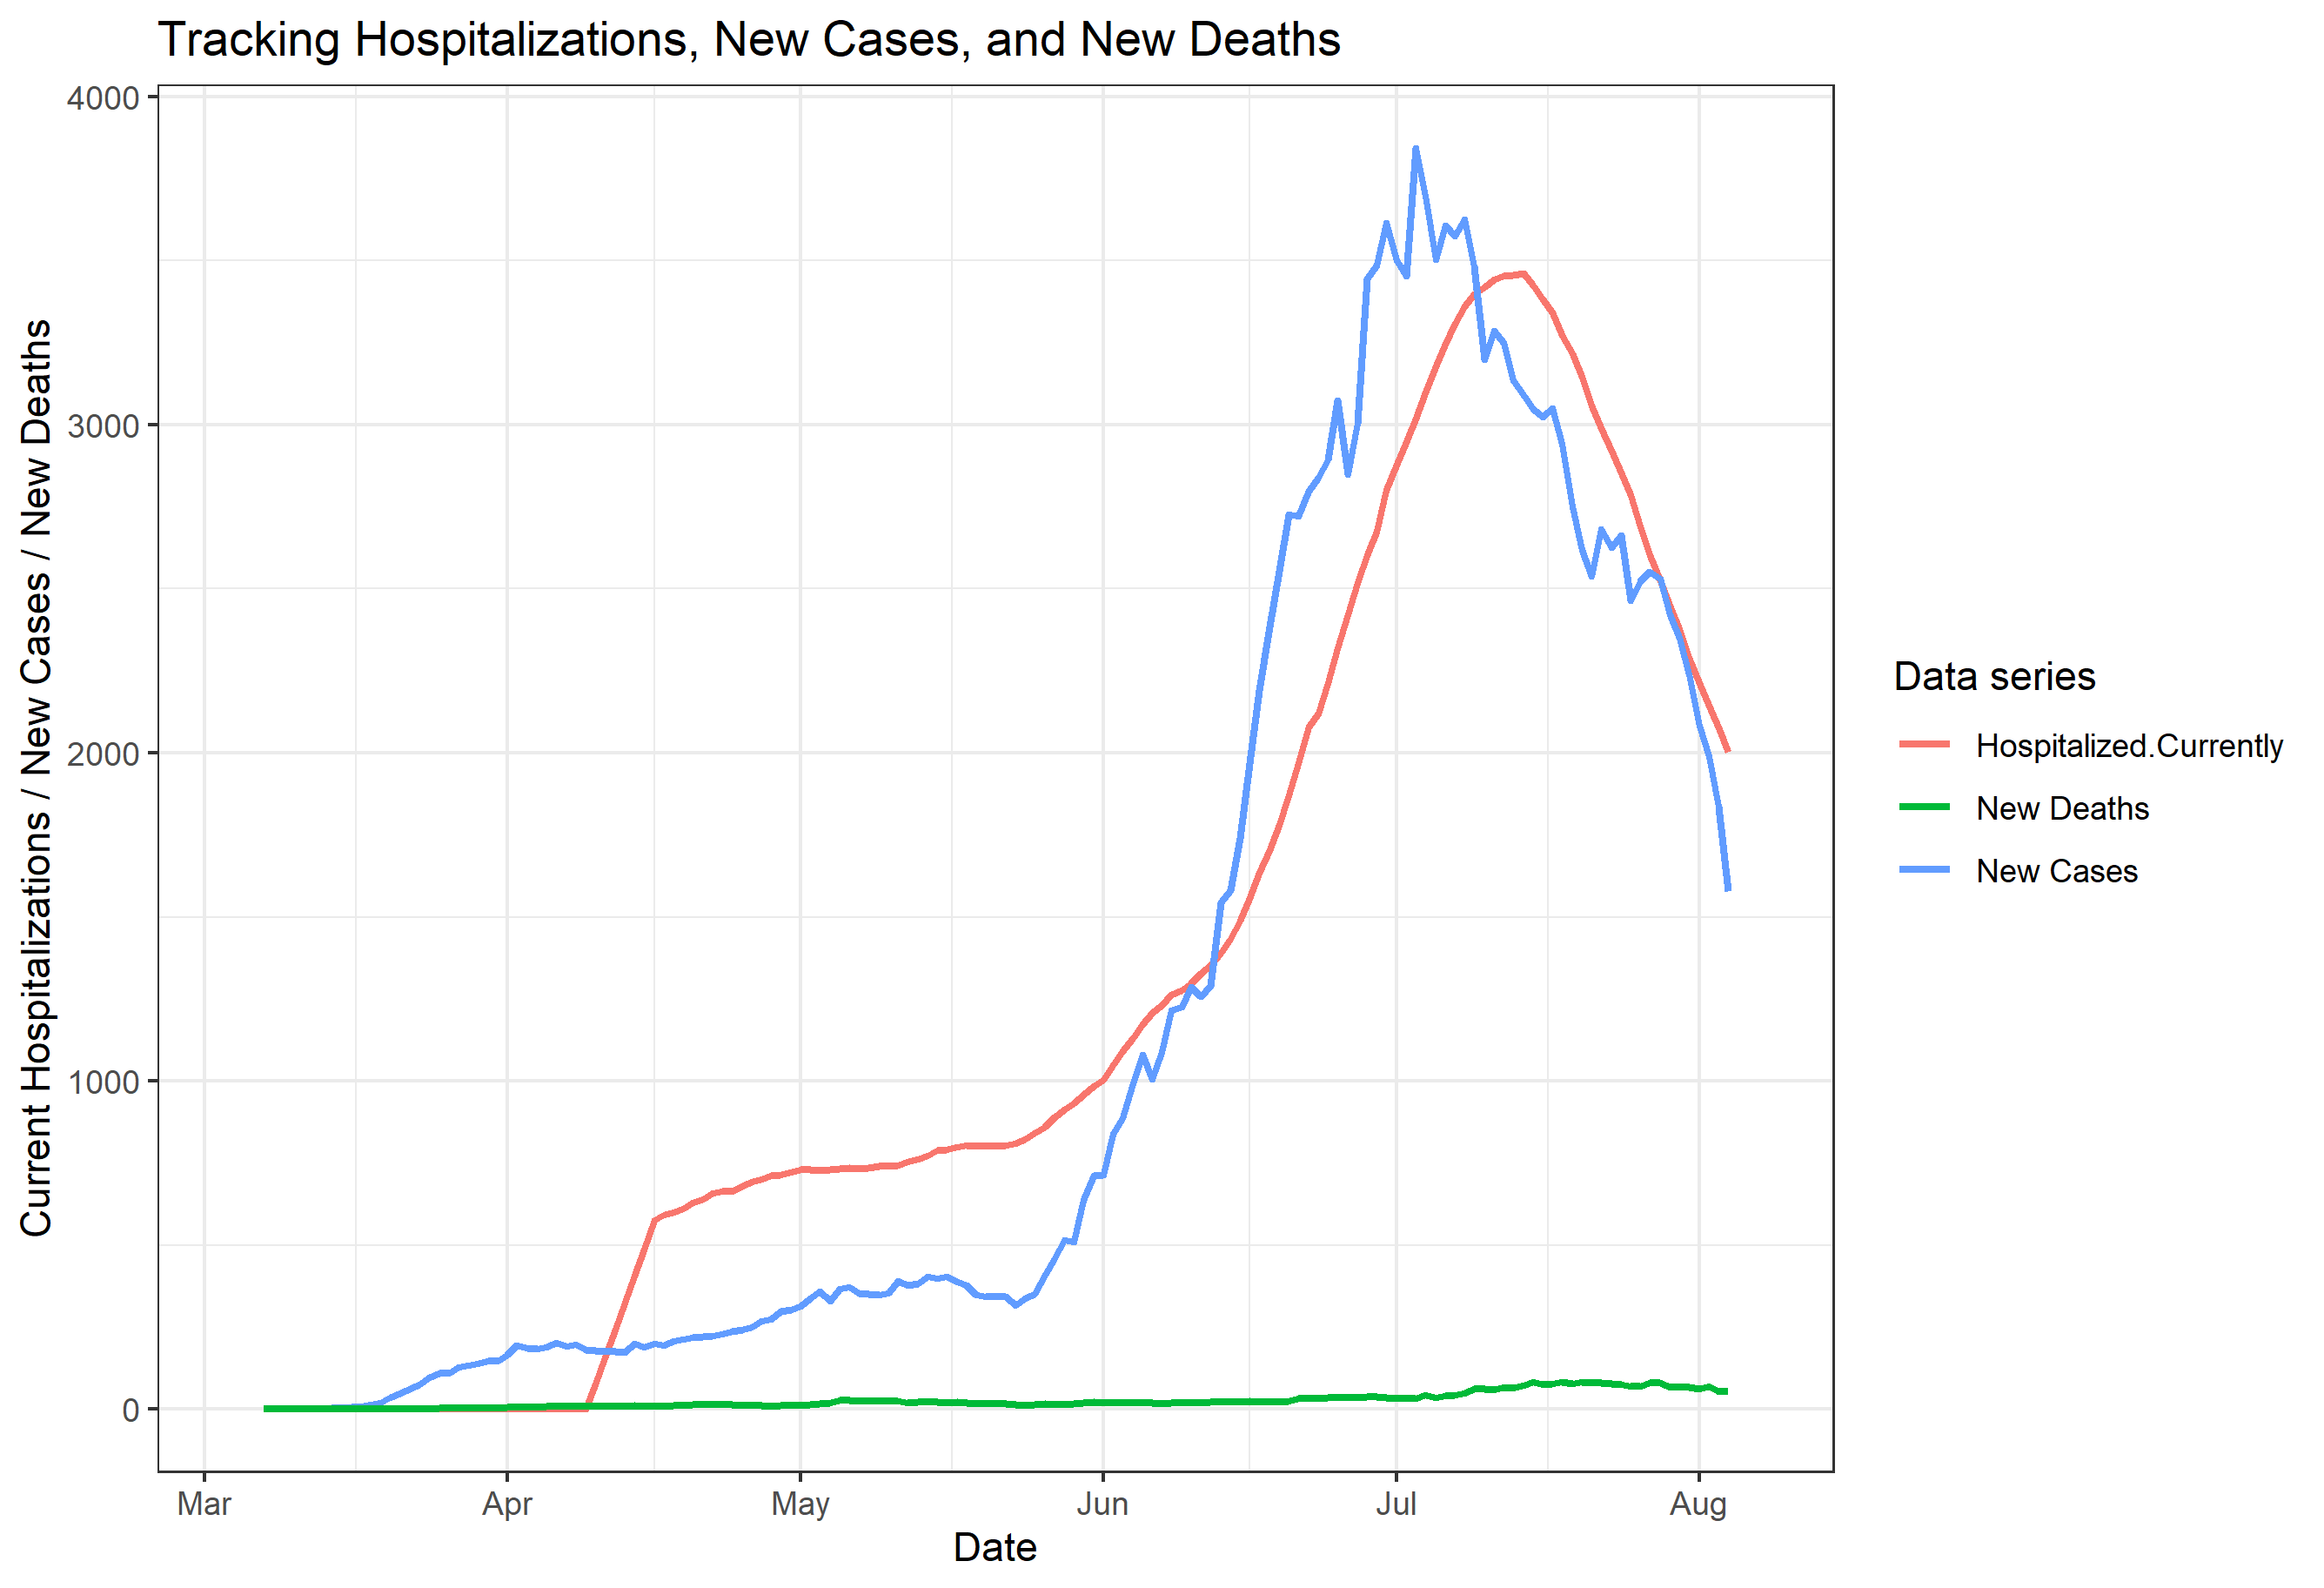 Tracking Hospitalizations, New Cases, and New Deaths
Current Hospitalizations / New Cases / New Deaths
4000
3000
2000
1000
0
Mar
Apr
May
Jun
Jul
Aug
Date
Data series
Hospitalized.Currently
New Deaths
New Cases